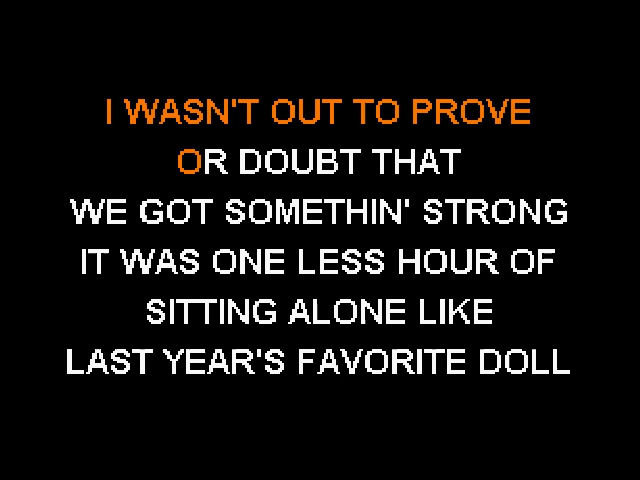 I WASN'T OUT TO PROVE
OR DOUBT THAT
WE GOT SOMETHIN' STRONG
IT WAS ONE LESS HOUR OF
SITTING ALONE LIKE
LAST YEAR'S FAVORITE DOLL